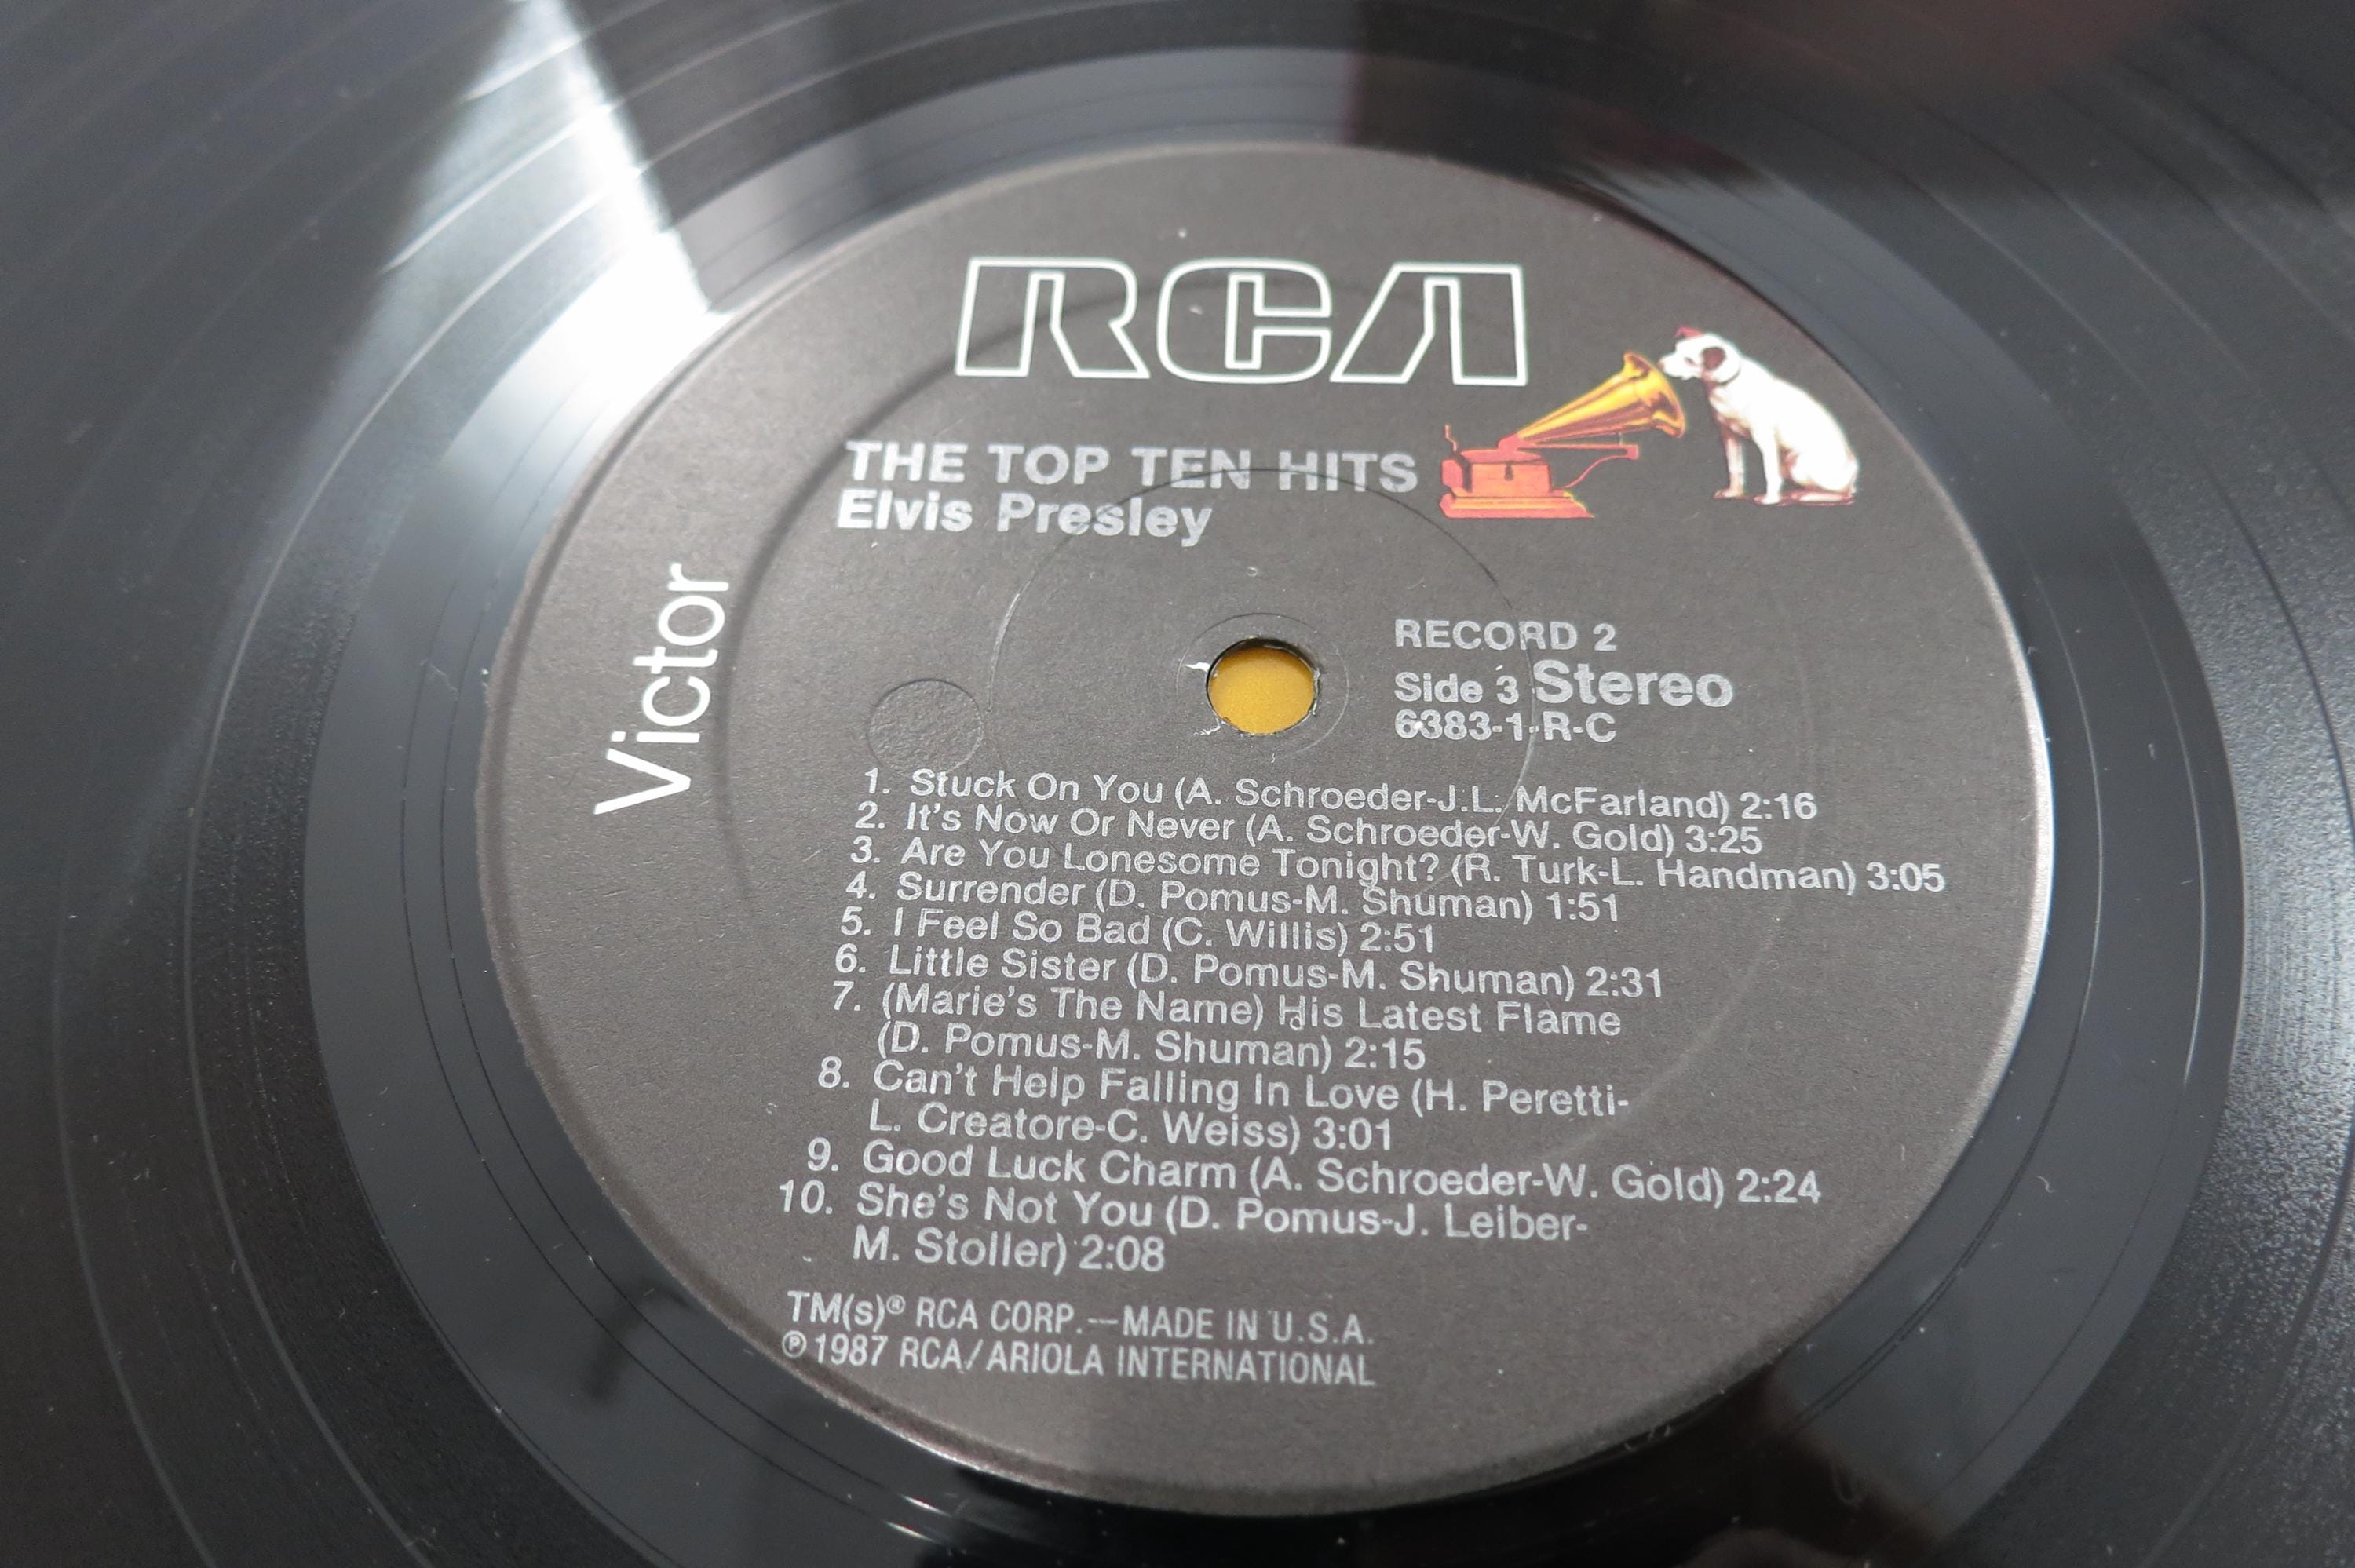 RCA
THE TOP TEN HITS
Elvis Presley
Victor
RECORD 2
Side 3 Stereo
6383-1-R-C
1. Stuck On You (A. Schroeder-J.L. McFarland) 2:16
2. It's Now Or Never (A. Schroeder-W. Gold) 3:25
3. Are You Lonesome Tonight? (R. Turk-L. Handman) 3:05
4. Surrender (D. Pomus-M. Shuman) 1:51
5. I Feel So Bad (C. Willis) 2:51
6. Little Sister (D. Pomus-M. Shuman) 2:31
7. (Marie's The Name) His Latest Flame
(D. Pomus-M. Shuman) 2:15
8. Can't Help Falling In Love (H. Peretti-
L. Creatore-C. Weiss) 3:01
9. Good Luck Charm (A. Schroeder-W. Gold) 2:24
10. She's Not You (D. Pomus-J. Leiber-
M. Stoller) 2:08
TM(s)® RCA CORP.—MADE IN U.S.A.
℗ 1987 RCA/ARIOLA INTERNATIONAL